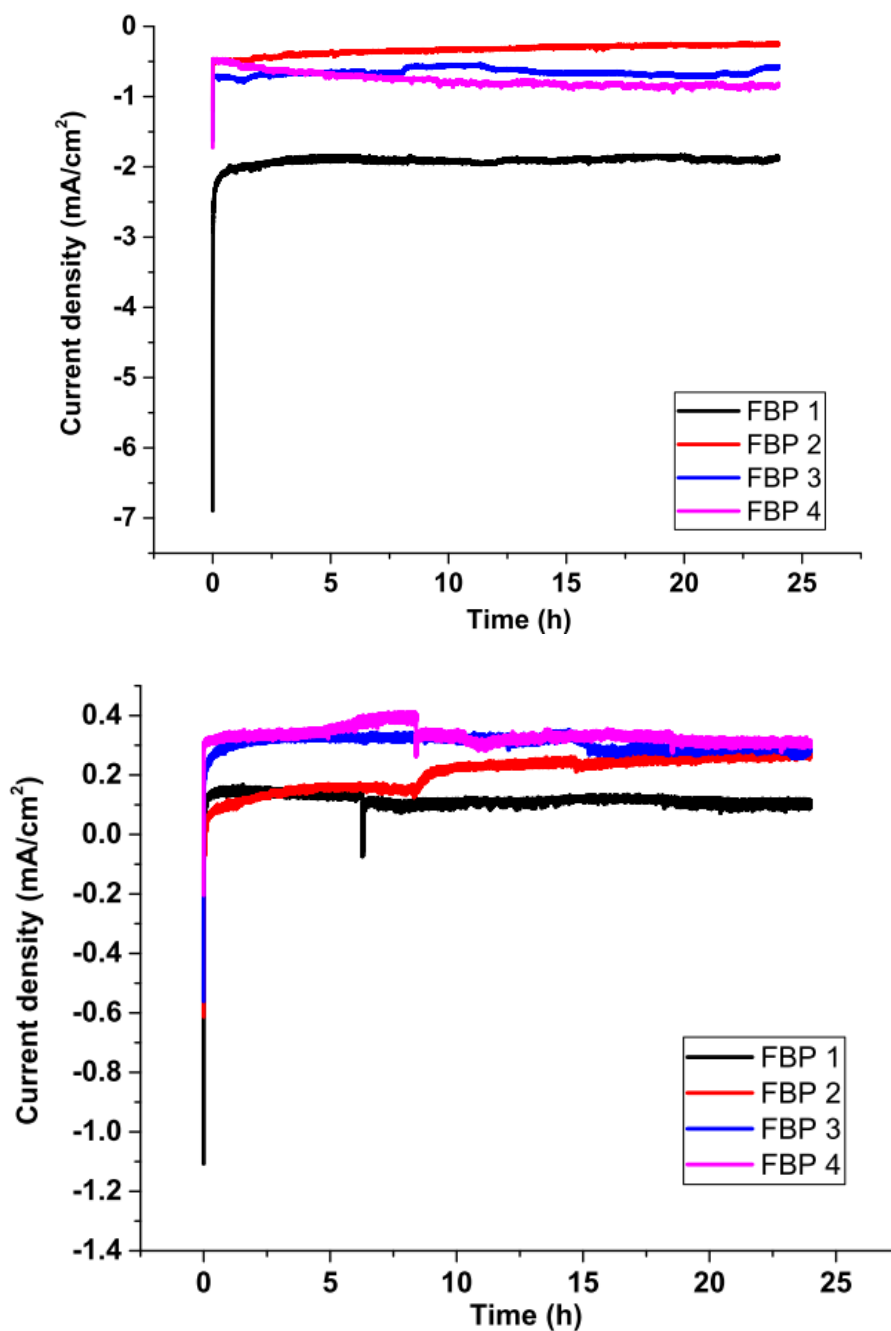 0
-1
-2
-3
-4
-5
-6
-7
Current density (mA/cm²)
FBP 1
FBP 2
FBP 3
FBP 4
0 5 10 15 20 25
Time (h)
0.4
0.2
0.0
-0.2
-0.4
-0.6
-0.8
-1.0
-1.2
-1.4
Current density (mA/cm²)
FBP 1
FBP 2
FBP 3
FBP 4
0 5 10 15 20 25
Time (h)